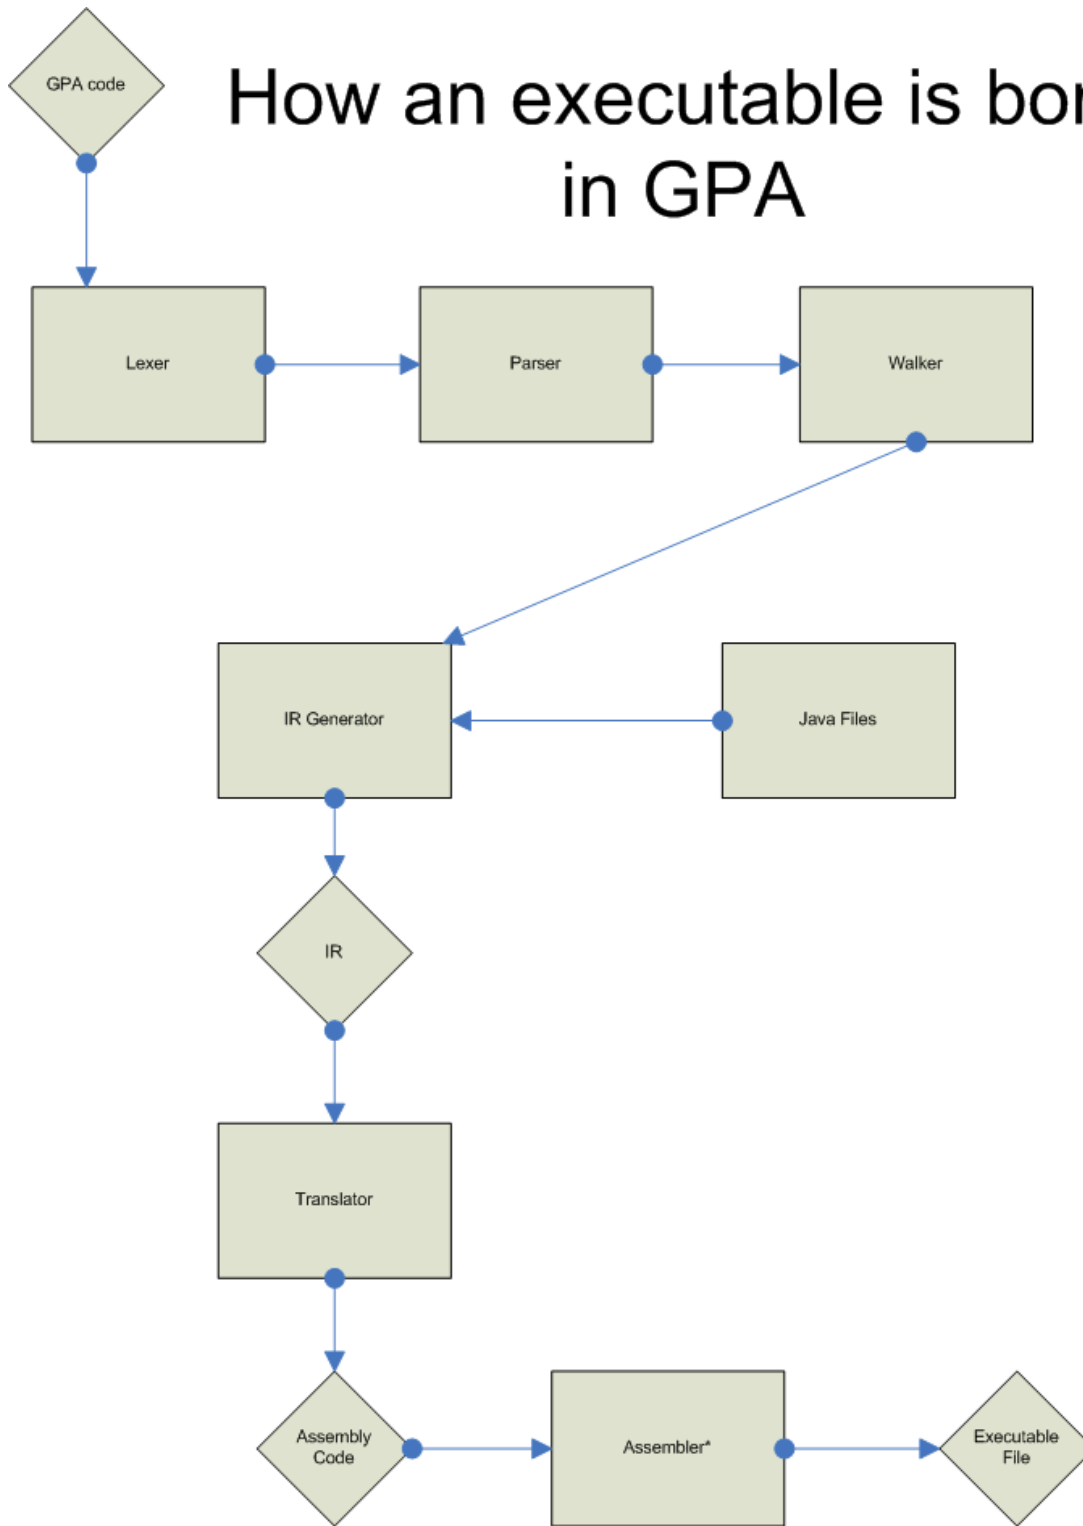 GPA code
How an executable is bor
in GPA
Lexer
Parser
Walker
IR Generator
Java Files
IR
Translator
Assembly
Code
Assembler*
Executable
File